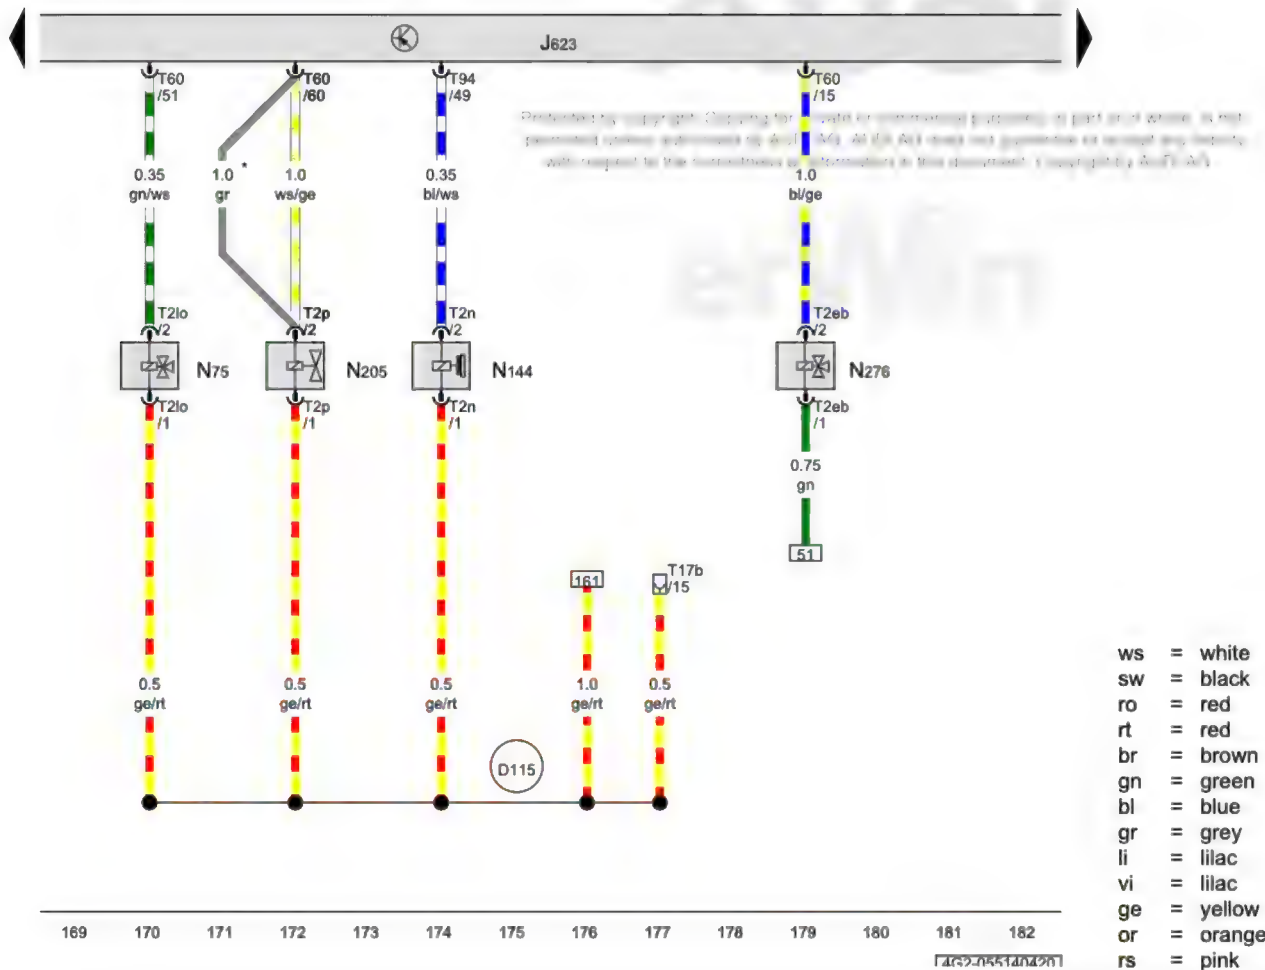 J623
T60
/51
T60
/60
T94
/49
T60
/15
0.35
gn/ws
1.0 *
gr
1.0
ws/ge
0.35
bl/ws
1.0
bl/ge
T2lo
/2
T2p
/2
T2n
/2
T2eb
/2
N75
N205
N144
N276
T2lo
/1
T2p
/1
T2n
/1
T2eb
/1
0.75
gn
51
161
T17b
/15
0.5
ge/rt
0.5
ge/rt
0.5
ge/rt
1.0
ge/rt
0.5
ge/rt
D115
ws = white
sw = black
ro = red
rt = red
br = brown
gn = green
bl = blue
gr = grey
li = lilac
vi = lilac
ge = yellow
or = orange
rs = pink
169 170 171 172 173 174 175 176 177 178 179 180 181 182
4G2-055140420
erWin